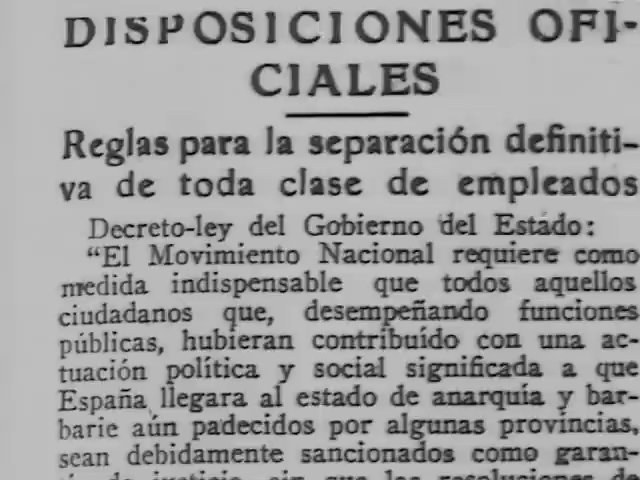 DISPOSICIONES OFI-
CIALES
Reglas para la separación definiti-
va de toda clase de empleados
Decreto-ley del Gobierno del Estado:
"El Movimiento Nacional requiere como
medida indispensable que todos aquellos
ciudadanos que, desempeñando funciones
públicas, hubieran contribuído con una ac-
tuación política y social significada a que
España llegara al estado de anarquía y bar-
barie aún padecidos por algunas provincias,
sean debidamente sancionados como garan-